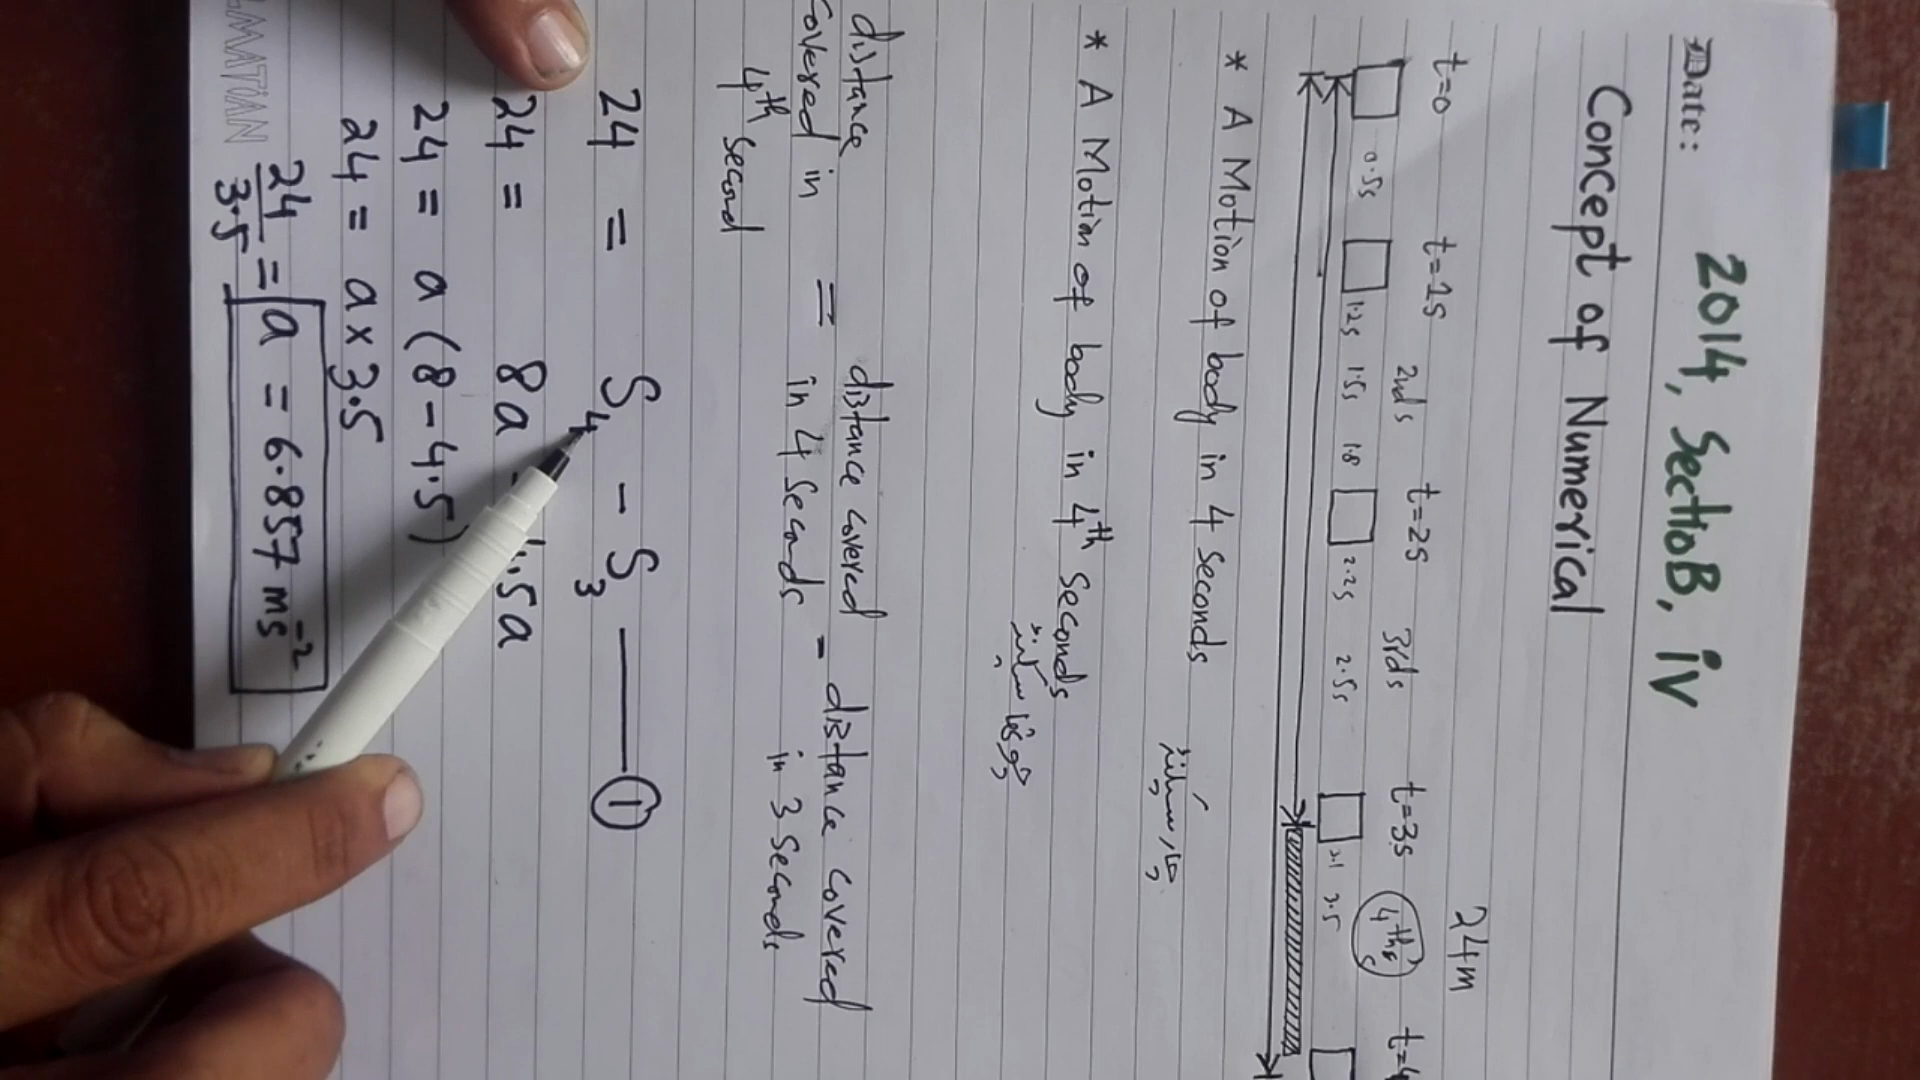 Date:
2014, SectioB, iv
Concept of Numerical
24m
t=0 t=1s 2nd s t=2s 3rd s t=3s 4th s t=4
0.5s 1.2s 1.5s 1.8 2.2s 2.5s 3.1 3.5
* A Motion of body in 4 Seconds
* A Motion of body in 4th Seconds
distance covered in 4th Second = distance covered in 4 Seconds - distance covered in 3 Seconds
24 = S4 - S3 ——— 1
24 = 8a 4.5a
24 = a (8 - 4.5)
24 = a x 3.5
24/3.5 = a = 6.857 ms-2